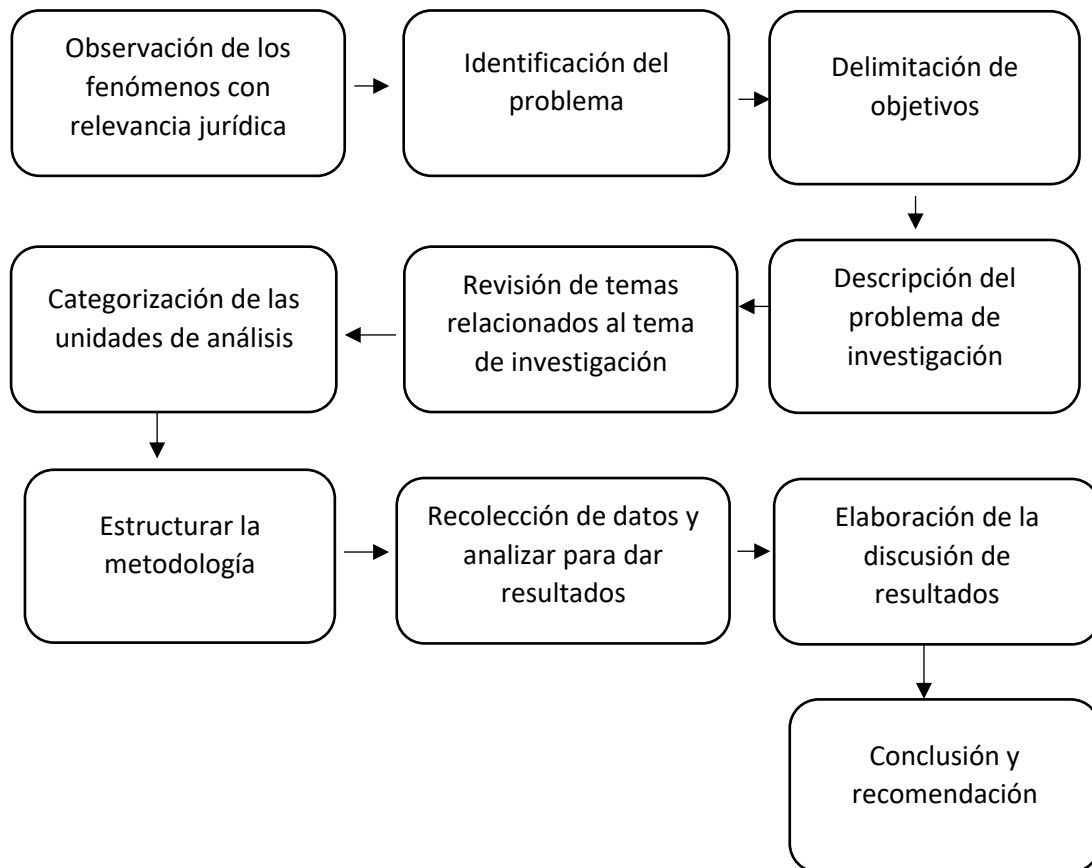 Observación de los
fenómenos con
relevancia jurídica
Identificación del
problema
Delimitación de
objetivos
Descripción del
problema de
investigación
Revisión de temas
relacionados al tema
de investigación
Categorización de las
unidades de análisis
Estructurar la
metodología
Recolección de datos y
analizar para dar
resultados
Elaboración de la
discusión de
resultados
Conclusión y
recomendación